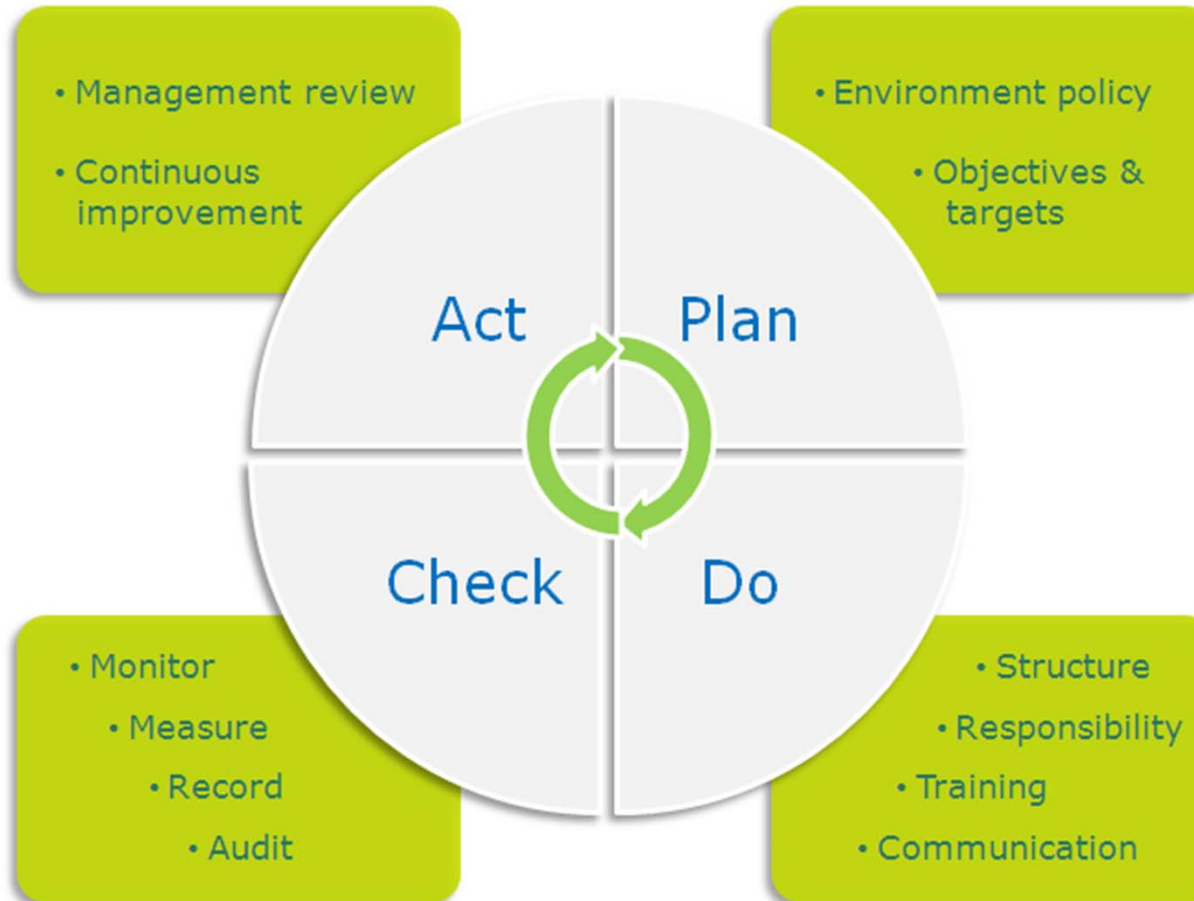 • Management review
• Continuous
improvement
• Environment policy
• Objectives &
targets
Act
Plan
Check
Do
• Monitor
• Measure
• Record
• Audit
• Structure
• Responsibility
• Training
• Communication